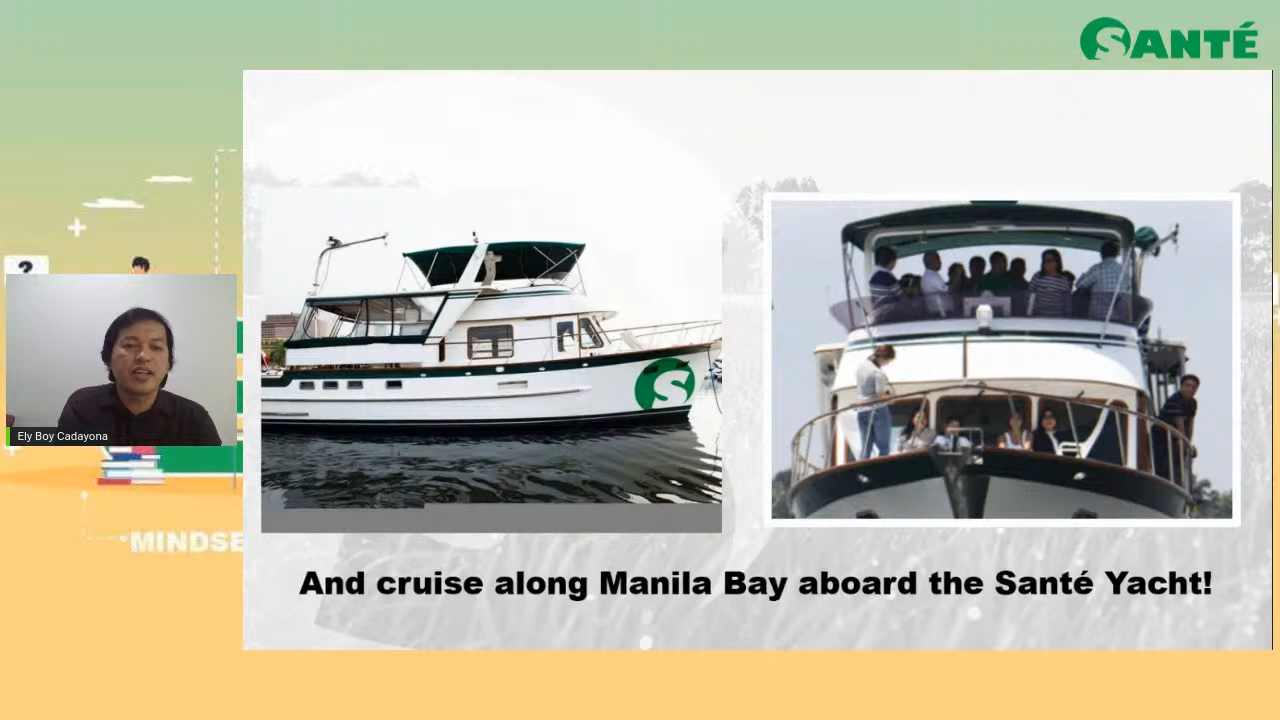 SANTÉ
?
Ely Boy Cadayona
MINDSE
And cruise along Manila Bay aboard the Santé Yacht!
S